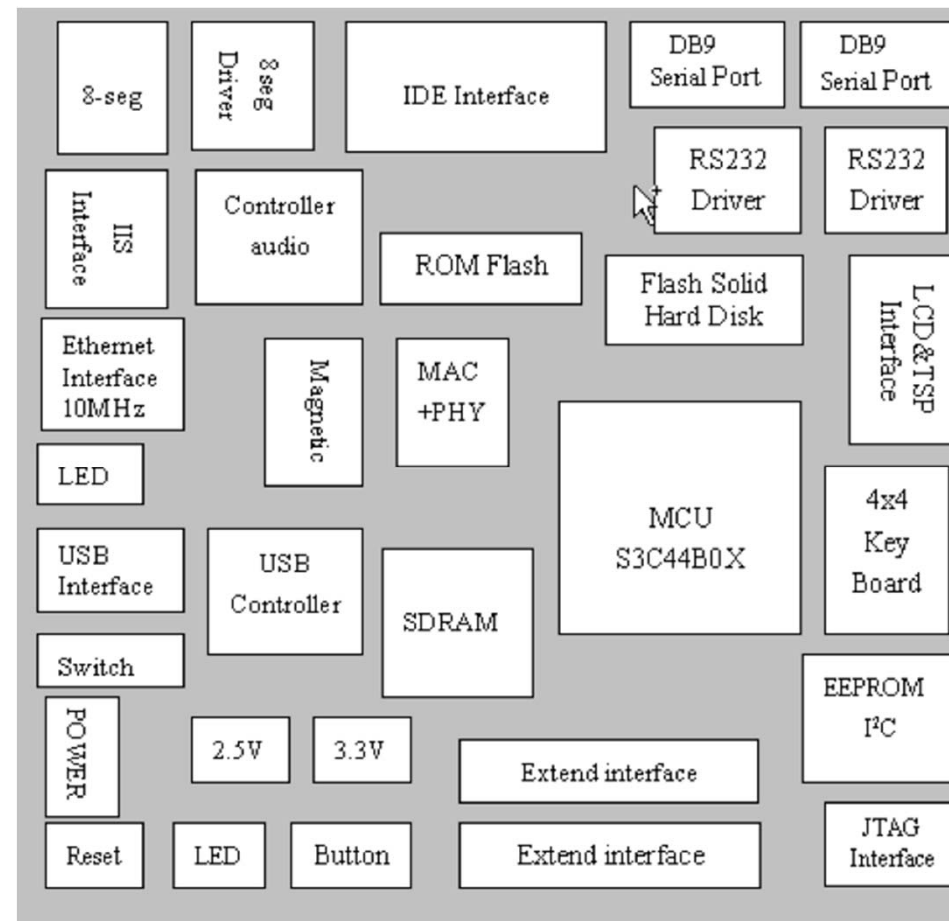 8-seg
8seg
Driver
IDE Interface
DB9
Serial Port
DB9
Serial Port
RS232
Driver
RS232
Driver
IIS
Interface
Controller
audio
ROM Flash
Flash Solid
Hard Disk
LCD&TSP
Interface
Ethernet
Interface
10MHz
Magnetic
MAC
+PHY
LED
MCU
S3C44B0X
4x4
Key
Board
USB
Interface
USB
Controller
SDRAM
Switch
EEPROM
I²C
POWER
2.5V
3.3V
Extend interface
Reset
LED
Button
Extend interface
JTAG
Interface